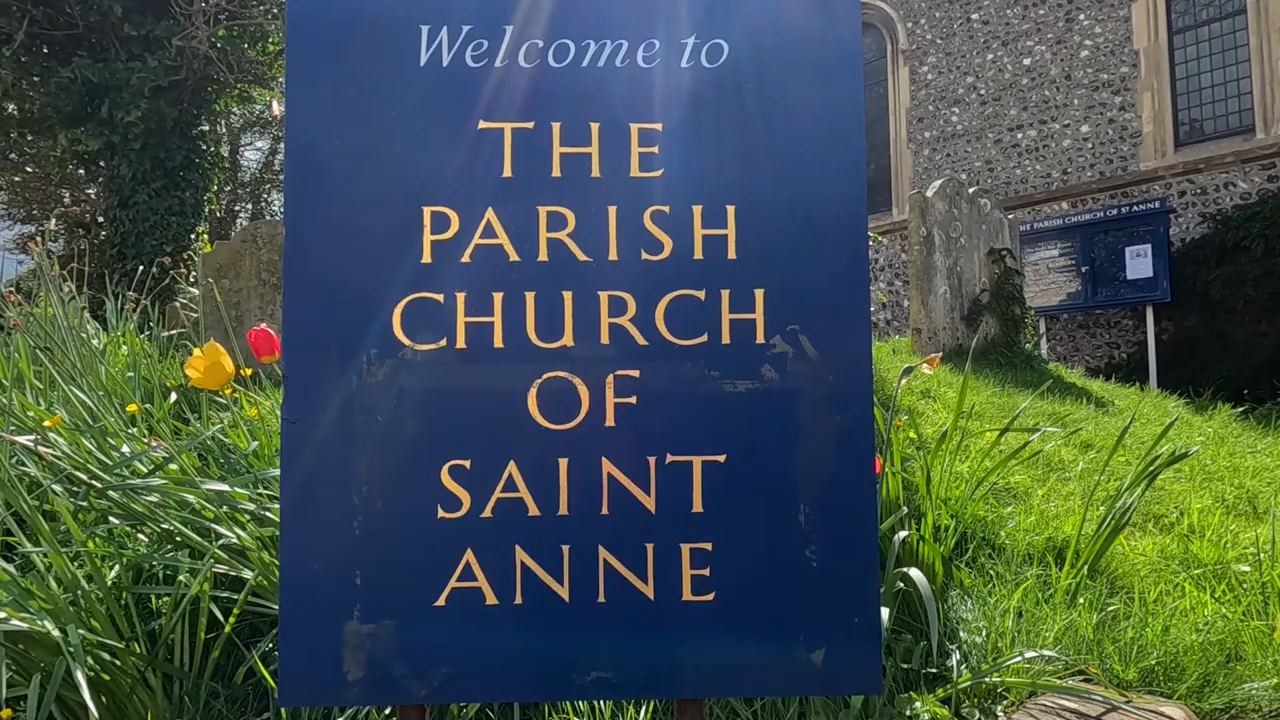 Welcome to
THE
PARISH
CHURCH
OF
SAINT
ANNE
THE PARISH CHURCH OF ST ANNE